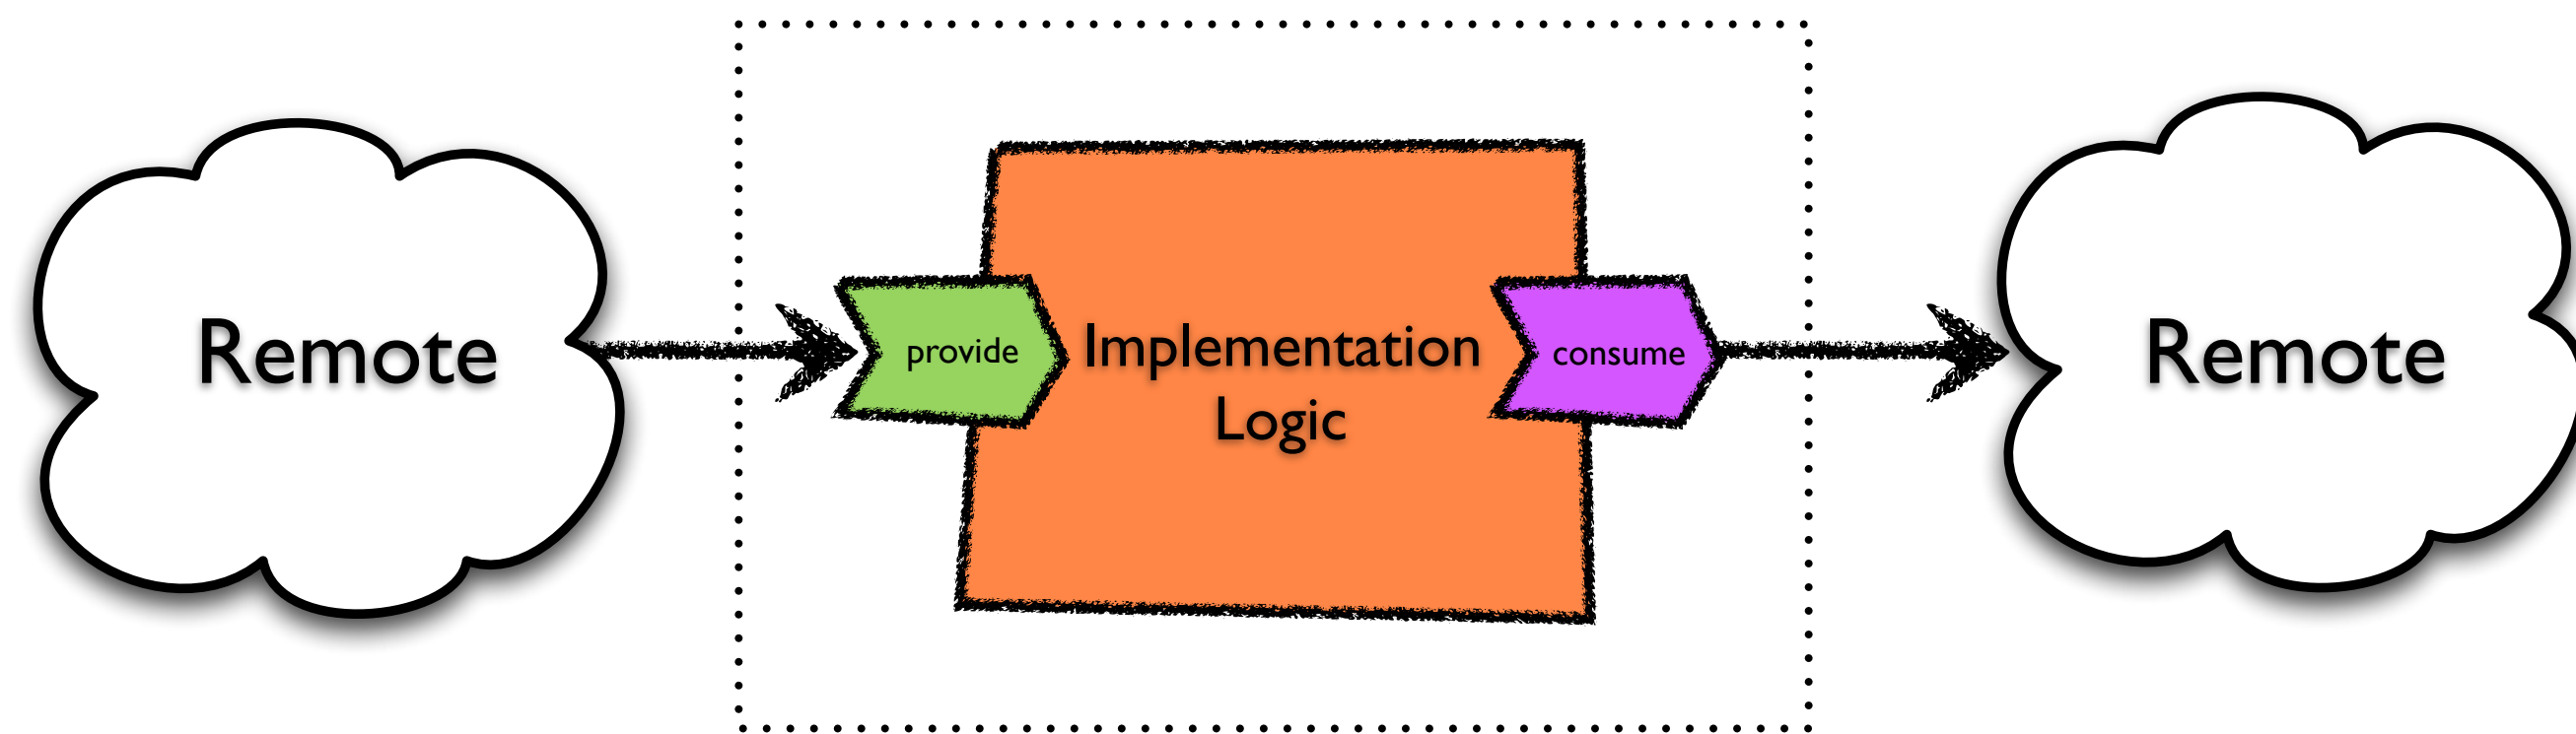 Remote
provide
Implementation
Logic
consume
Remote